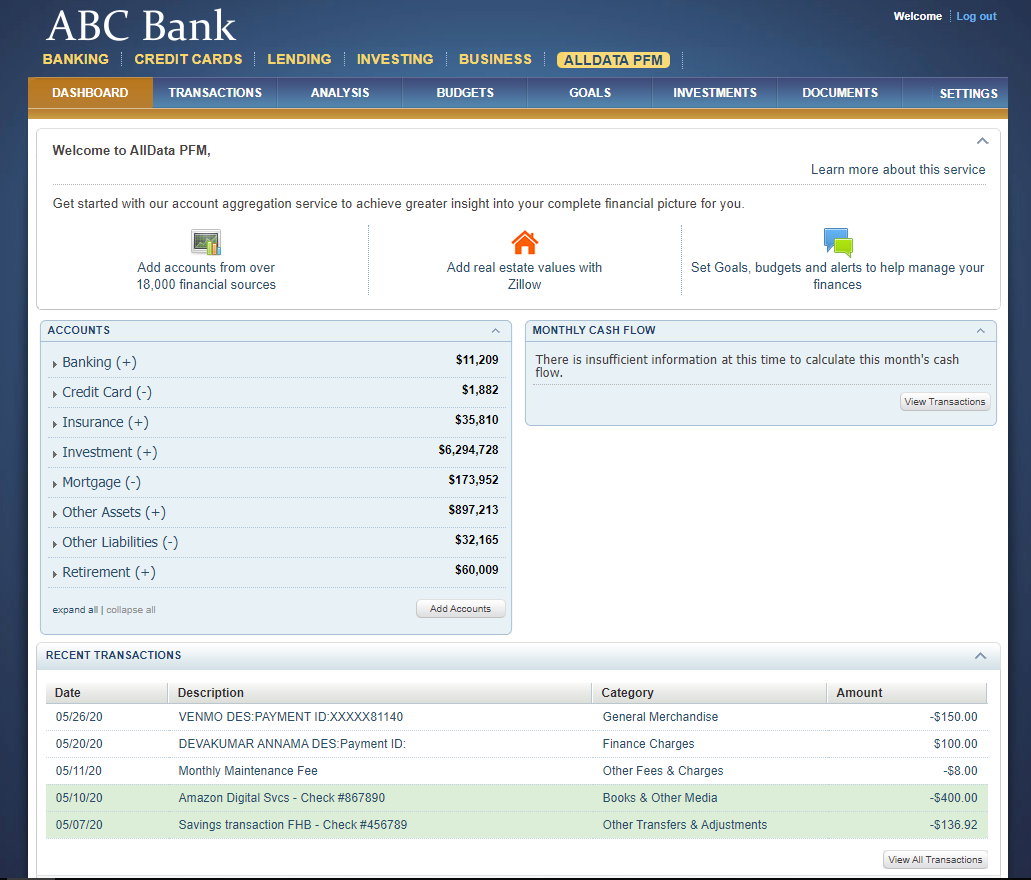 ABC Bank
Welcome Log out
BANKING CREDIT CARDS LENDING INVESTING BUSINESS ALLDATA PFM
DASHBOARD TRANSACTIONS ANALYSIS BUDGETS GOALS INVESTMENTS DOCUMENTS SETTINGS
Welcome to AllData PFM,
Learn more about this service
Get started with our account aggregation service to achieve greater insight into your complete financial picture for you.
Add accounts from over
18,000 financial sources
Add real estate values with
Zillow
Set Goals, budgets and alerts to help manage your
finances
ACCOUNTS
Banking (+) $11,209
Credit Card (-) $1,882
Insurance (+) $35,810
Investment (+) $6,294,728
Mortgage (-) $173,952
Other Assets (+) $897,213
Other Liabilities (-) $32,165
Retirement (+) $60,009
expand all | collapse all Add Accounts
MONTHLY CASH FLOW
There is insufficient information at this time to calculate this month's cash
flow.
View Transactions
RECENT TRANSACTIONS
Date Description Category Amount
05/26/20 VENMO DES:PAYMENT ID:XXXXX81140 General Merchandise -$150.00
05/20/20 DEVAKUMAR ANNAMA DES:Payment ID: Finance Charges $100.00
05/11/20 Monthly Maintenance Fee Other Fees & Charges -$8.00
05/10/20 Amazon Digital Svcs - Check #867890 Books & Other Media -$400.00
05/07/20 Savings transaction FHB - Check #456789 Other Transfers & Adjustments -$136.92
View All Transactions